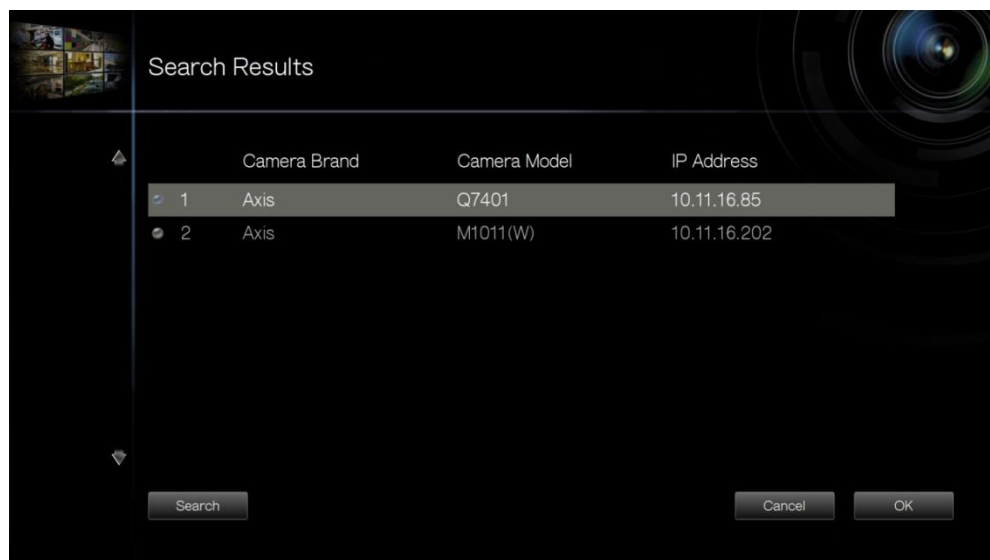 Search Results
Camera Brand Camera Model IP Address
1 Axis Q7401 10.11.16.85
2 Axis M1011(W) 10.11.16.202
Search Cancel OK